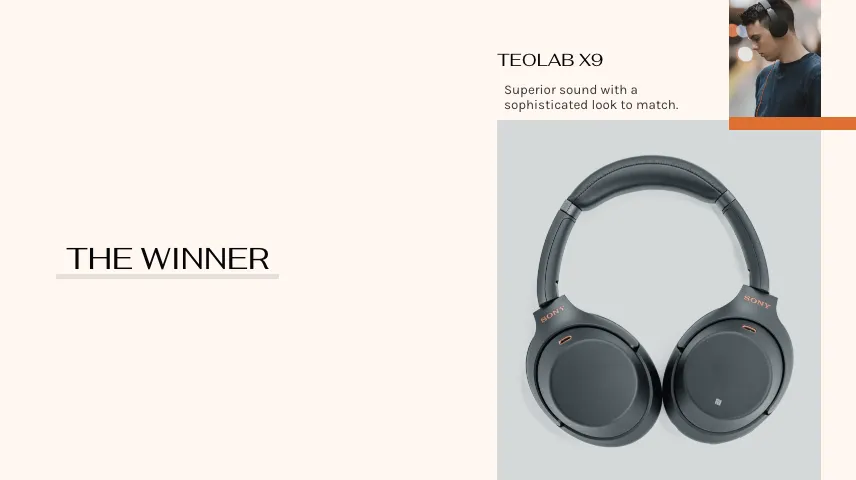 TEOLAB X9
Superior sound with a
sophisticated look to match.
THE WINNER
SONY
SONY